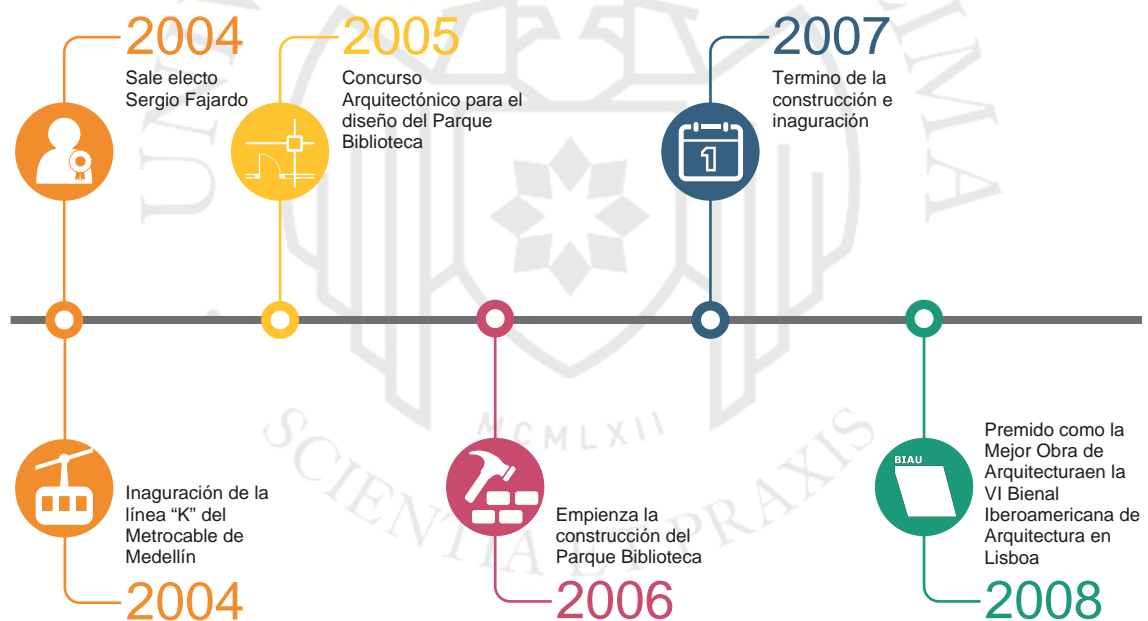 2004
Sale electo
Sergio Fajardo
2005
Concurso
Arquitectónico para el
diseño del Parque
Biblioteca
2007
Termino de la
construcción e
inaguración
1
Inaguración de la
línea “K” del
Metrocable de
Medellín
2004
Empienza la
construcción del
Parque Biblioteca
2006
BIAU
Premido como la
Mejor Obra de
Arquitecturaen la
VI Bienal
Iberoamericana de
Arquitectura en
Lisboa
2008
MCMLXII
SCIENTIA ET PRAXIS